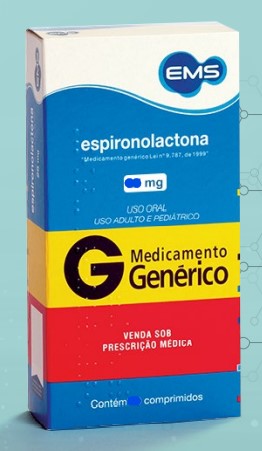 EMS
espironolactona
"Medicamento genérico Lei nº 9.787, de 1999"
mg
USO ORAL
USO ADULTO E PEDIÁTRICO
G Medicamento
Genérico
VENDA SOB
PRESCRIÇÃO MÉDICA
Contém comprimidos
espironolactona